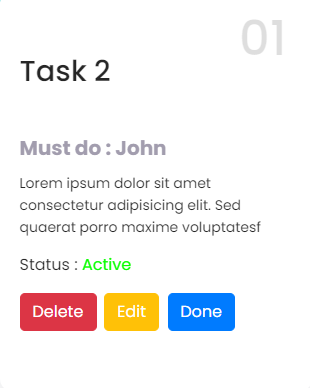 01
Task 2
Must do : John
Lorem ipsum dolor sit amet
consectetur adipisicing elit. Sed
quaerat porro maxime voluptatesf
Status : Active
Delete Edit Done